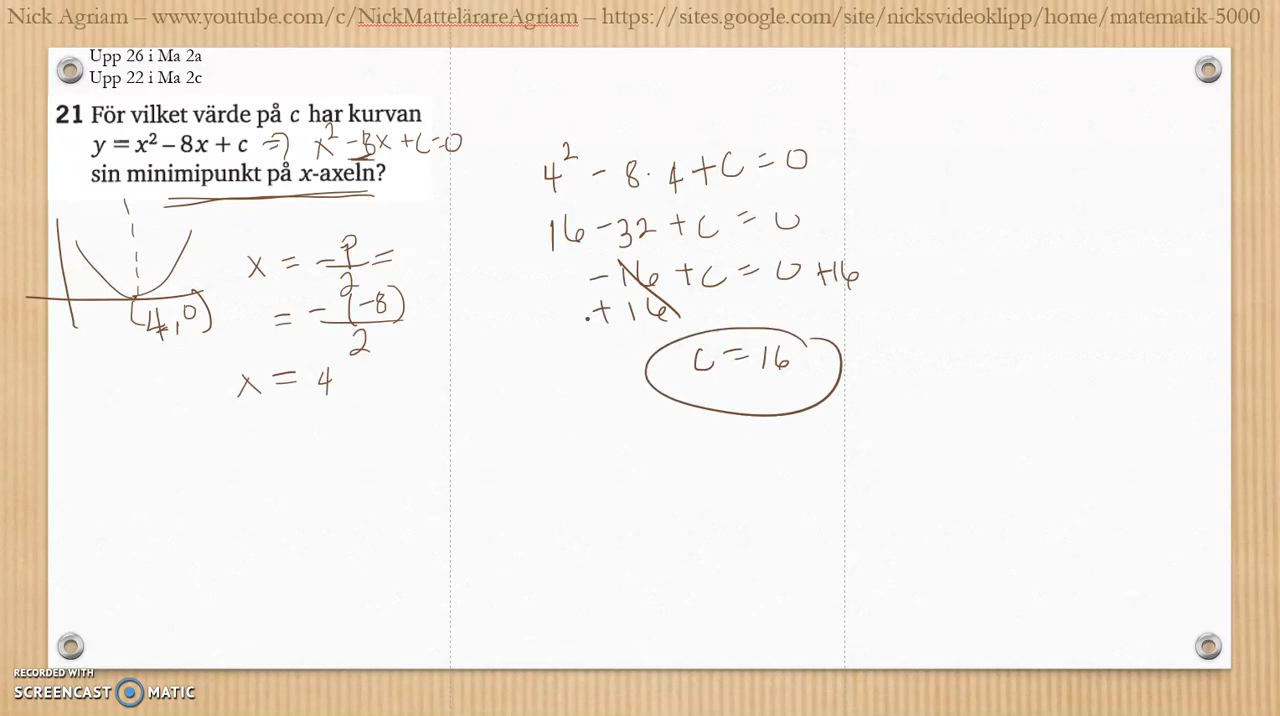 Nick Agriam – www.youtube.com/c/NickMattelärareAgriam – https://sites.google.com/site/nicksvideoklipp/home/matematik-5000
Upp 26 i Ma 2a
Upp 22 i Ma 2c
21 För vilket värde på c har kurvan
y = x² – 8x + c ⇒ x² - 8x + c = 0
sin minimipunkt på x-axeln?
(4,0)
x = -p/2 =
= -(-8)/2
x = 4
4² - 8·4 + c = 0
16 - 32 + c = 0
-16 + c = 0 +16
+16
c = 16
RECORDED WITH
SCREENCAST MATIC